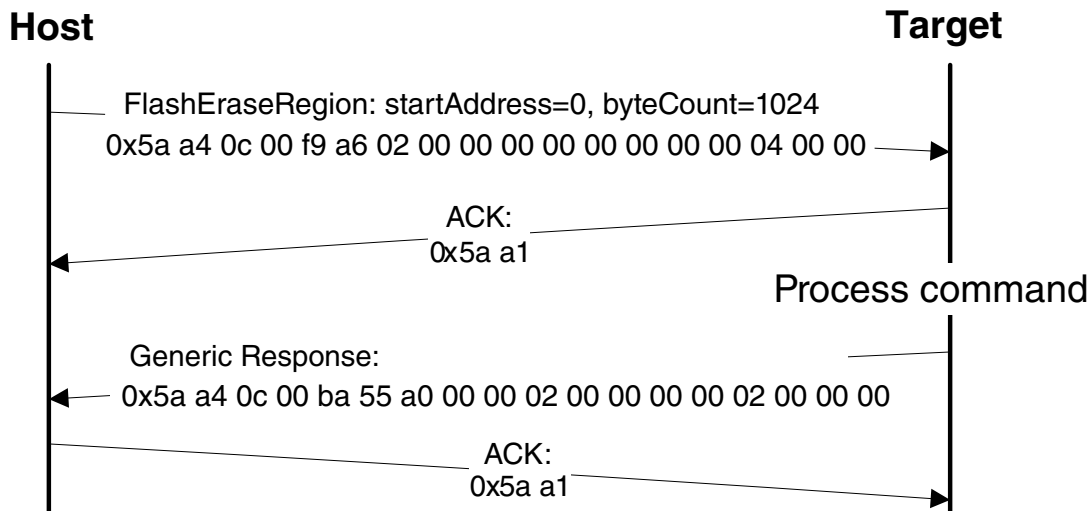 Host
Target
FlashEraseRegion: startAddress=0, byteCount=1024
0x5a a4 0c 00 f9 a6 02 00 00 00 00 00 00 00 00 04 00 00
ACK:
0x5a a1
Process command
Generic Response:
0x5a a4 0c 00 ba 55 a0 00 00 02 00 00 00 00 02 00 00 00
ACK:
0x5a a1